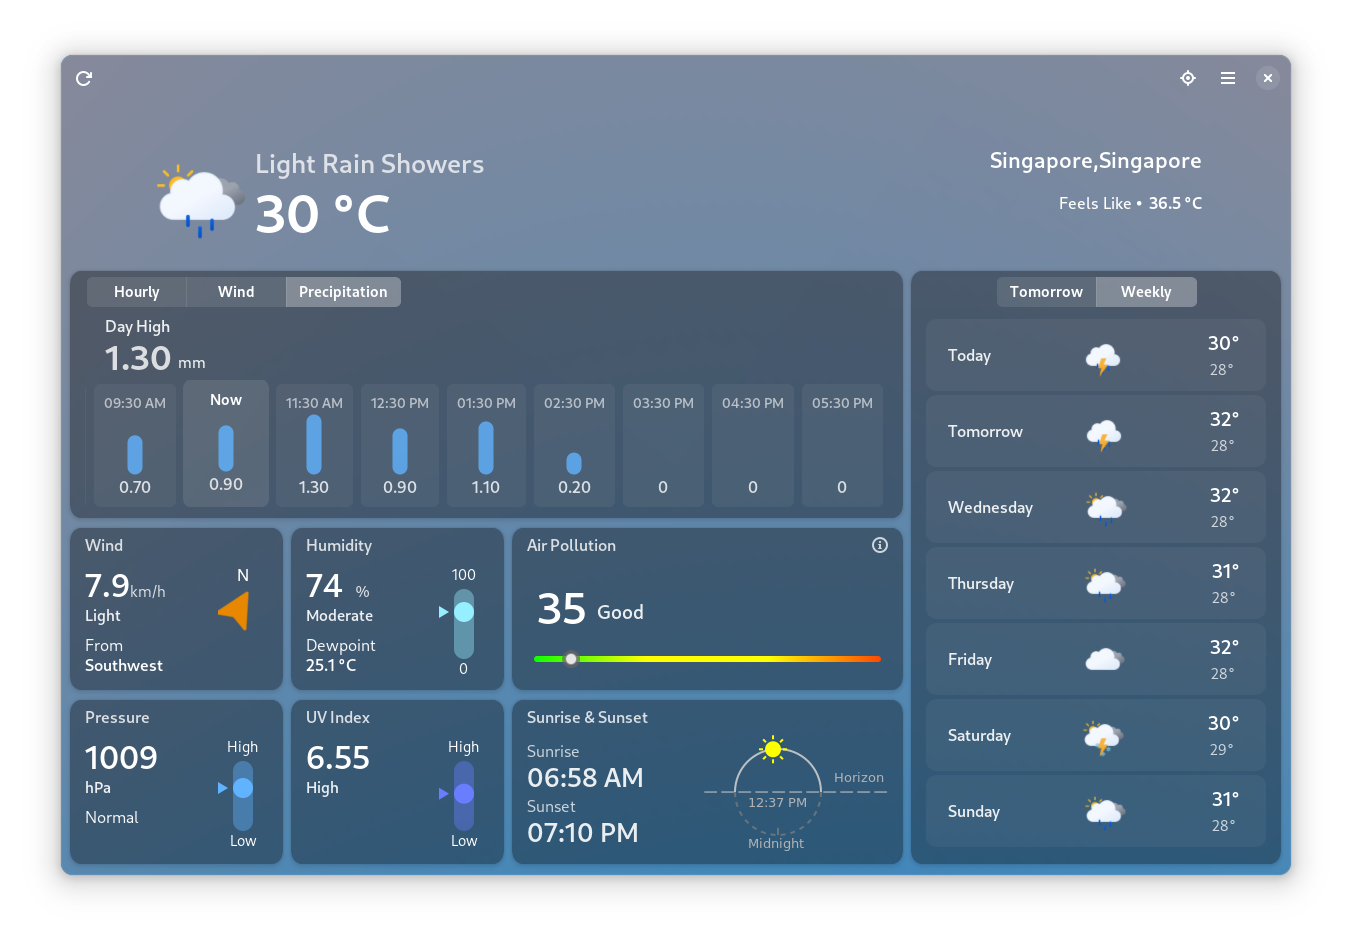 Light Rain Showers
30 °C
Singapore,Singapore
Feels Like • 36.5 °C
Hourly Wind Precipitation
Day High
1.30 mm
09:30 AM Now 11:30 AM 12:30 PM 01:30 PM 02:30 PM 03:30 PM 04:30 PM 05:30 PM
0.70 0.90 1.30 0.90 1.10 0.20 0 0 0
Tomorrow Weekly
Today 30° 28°
Tomorrow 32° 28°
Wednesday 32° 28°
Thursday 31° 28°
Friday 32° 28°
Saturday 30° 29°
Sunday 31° 28°
Wind
7.9km/h
Light
From
Southwest
N
Humidity
74 %
Moderate
Dewpoint
25.1 °C
100
0
Air Pollution
35 Good
Pressure
1009
hPa
Normal
High
Low
UV Index
6.55
High
High
Low
Sunrise & Sunset
Sunrise
06:58 AM
Sunset
07:10 PM
Horizon
12:37 PM
Midnight